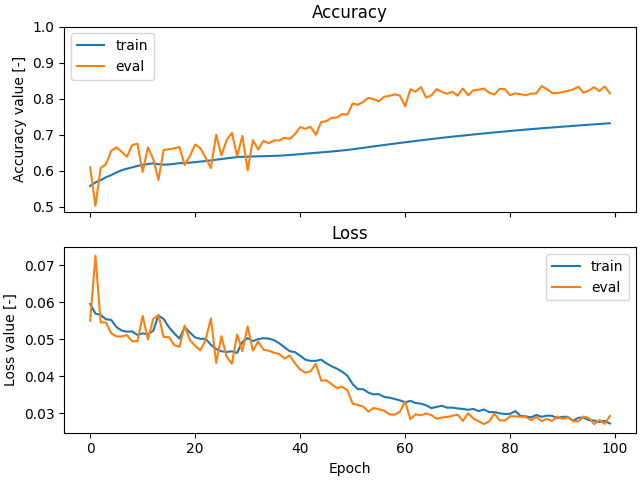 Accuracy
1.0
0.9
0.8
0.7
0.6
0.5
Accuracy value [-]
train
eval
Loss
0.07
0.06
0.05
0.04
0.03
Loss value [-]
train
eval
0 20 40 60 80 100
Epoch